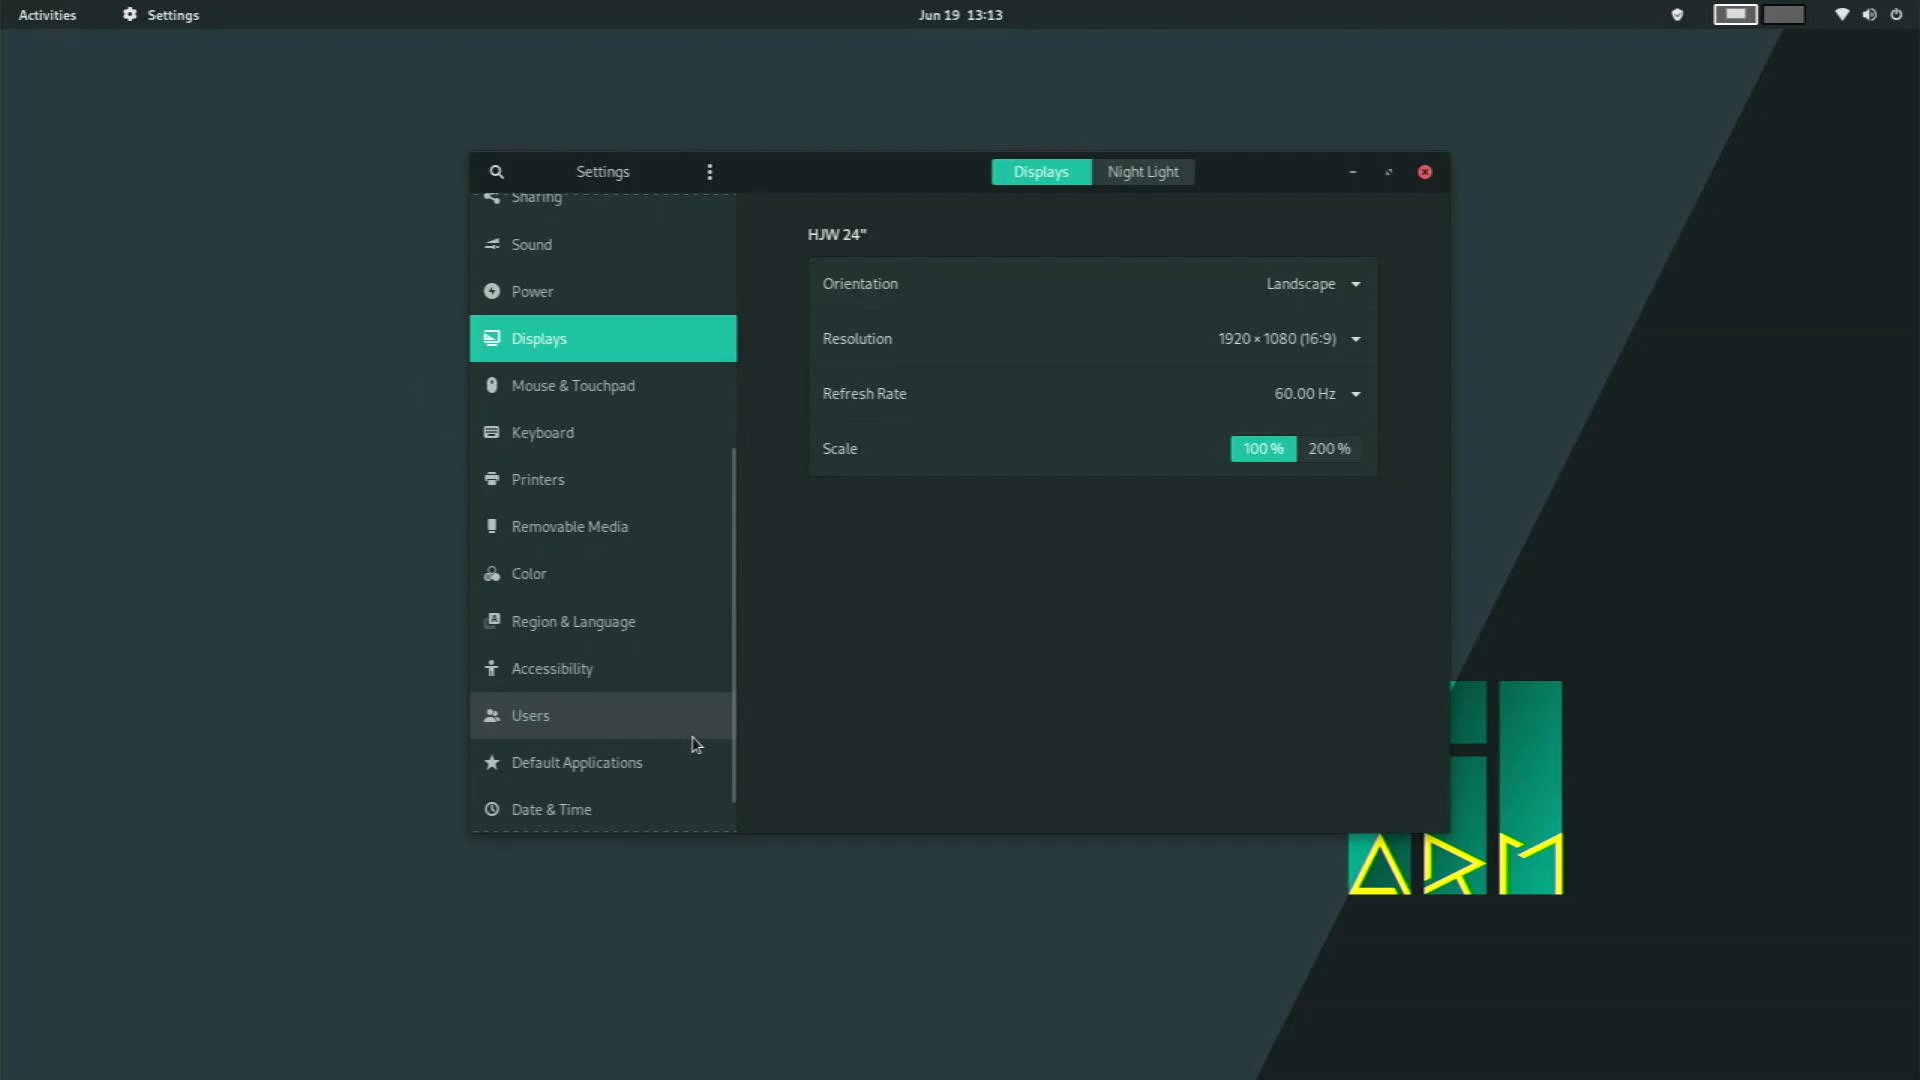 Activities
Settings
Jun 19 13:13
Settings
Displays
Night Light
Sharing
Sound
Power
Displays
Mouse & Touchpad
Keyboard
Printers
Removable Media
Color
Region & Language
Accessibility
Users
Default Applications
Date & Time
HJW 24"
Orientation
Landscape
Resolution
1920 × 1080 (16:9)
Refresh Rate
60.00 Hz
Scale
100 %
200 %
ARM